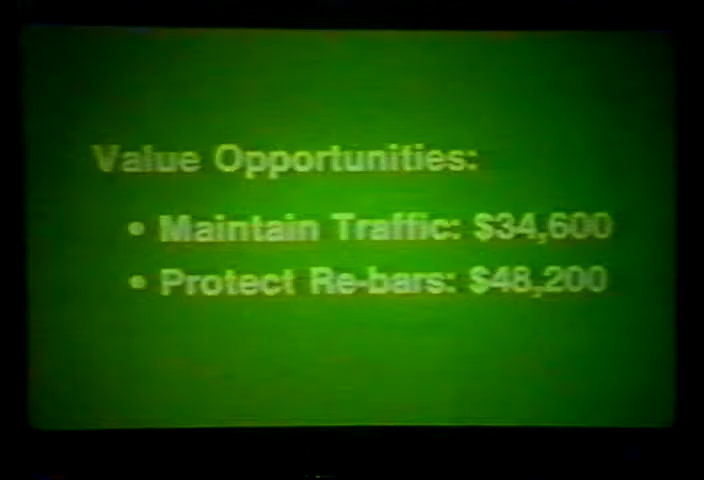 Value Opportunities:
• Maintain Traffic: $34,600
• Protect Re-bars: $48,200